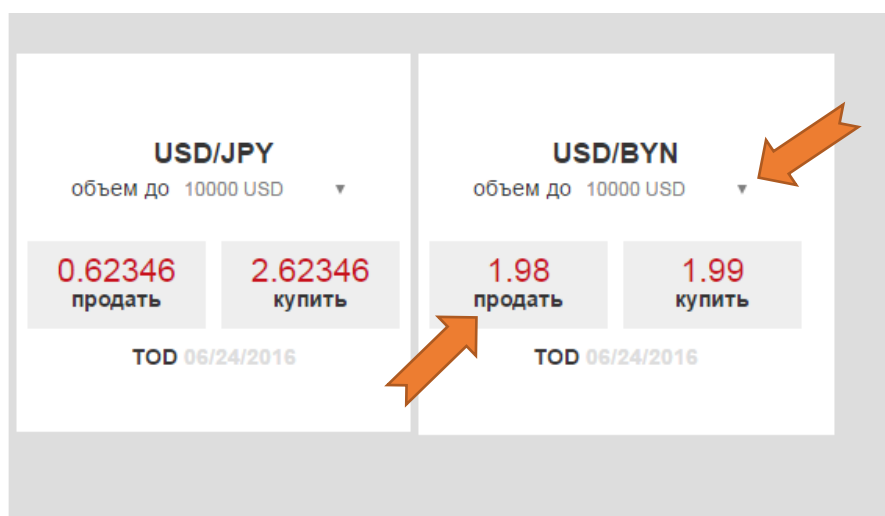 USD/JPY
объем до 10000 USD ▼
0.62346 2.62346
продать купить
TOD 06/24/2016
USD/BYN
объем до 10000 USD ▼
1.98 1.99
продать купить
TOD 06/24/2016